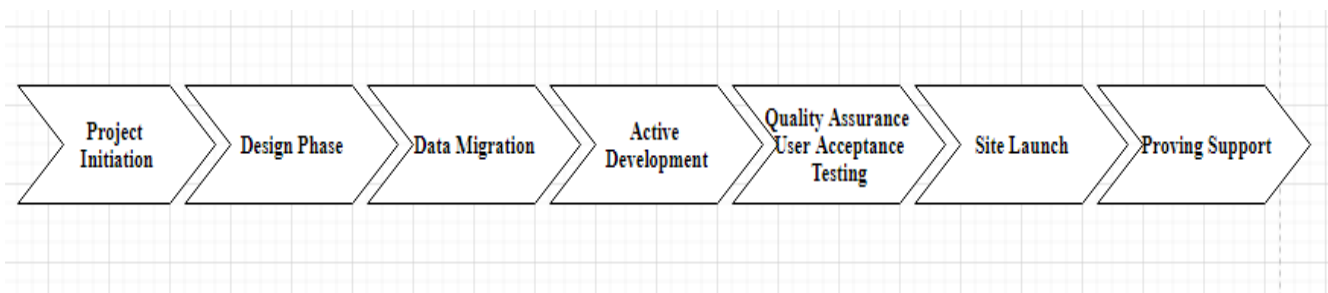 Project
Initiation
Design Phase
Data Migration
Active
Development
Quality Assurance
User Acceptance
Testing
Site Launch
Proving Support